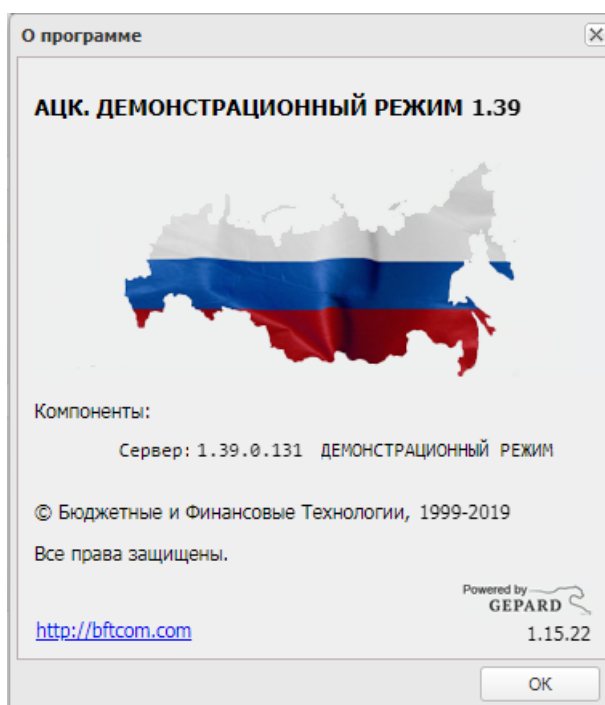 О программе
АЦК. ДЕМОНСТРАЦИОННЫЙ РЕЖИМ 1.39
Компоненты:
Сервер: 1.39.0.131 ДЕМОНСТРАЦИОННЫЙ РЕЖИМ
© Бюджетные и Финансовые Технологии, 1999-2019
Все права защищены.
Powered by
GEPARD
http://bftcom.com
1.15.22
ОК